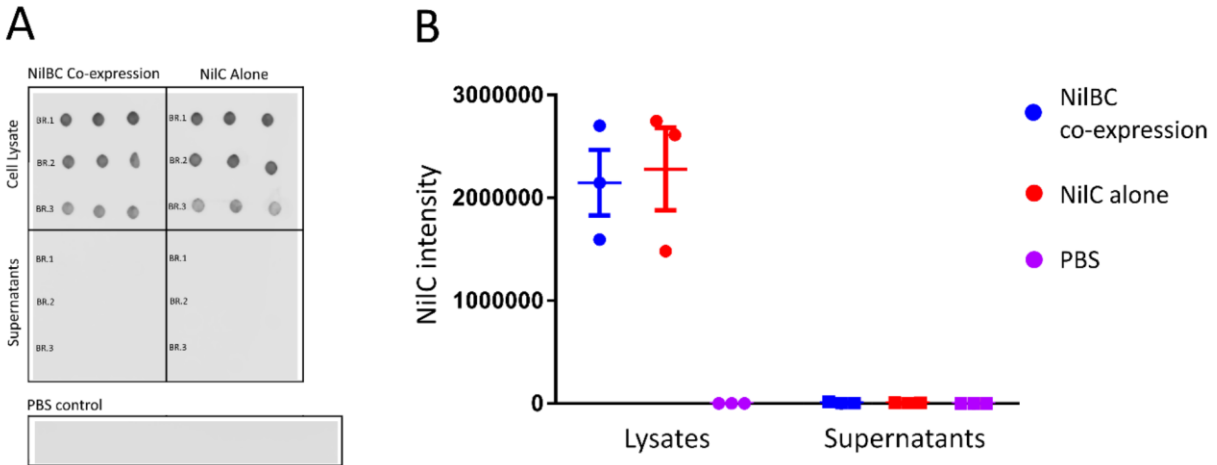 A
NilBC Co-expression
NilC Alone
Cell Lysate
BR.1
BR.1
BR.2
BR.2
BR.3
BR.3
Supernatants
BR.1
BR.1
BR.2
BR.2
BR.3
BR.3
PBS control
B
NilC intensity
3000000
2000000
1000000
0
Lysates
Supernatants
NilBC
co-expression
NilC alone
PBS